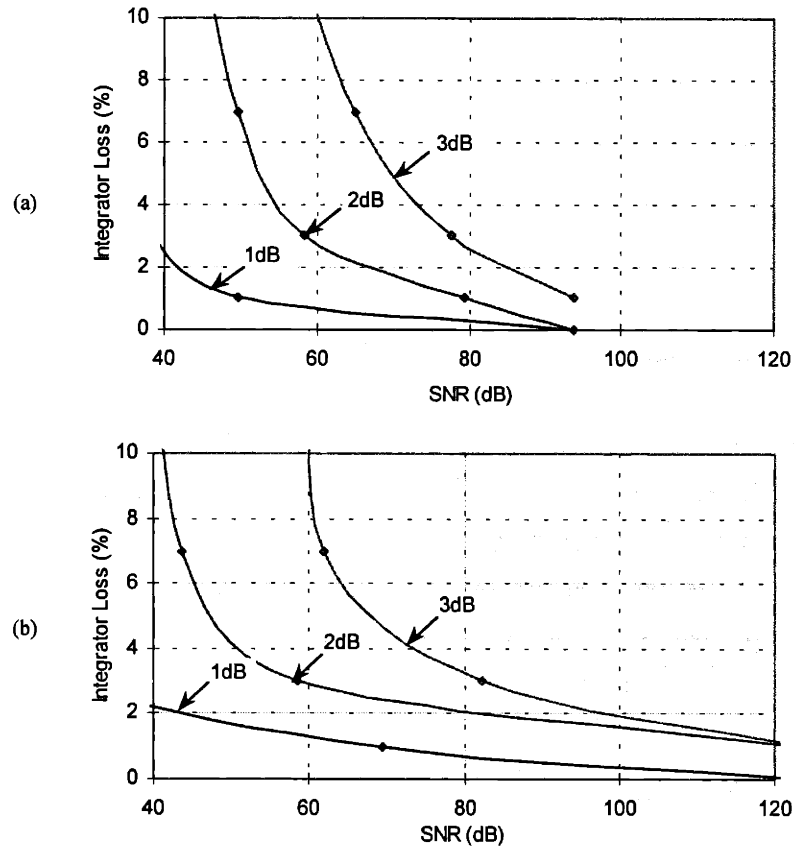 (a)
Integrator Loss (%)
10
8
6
4
2
0
3dB
2dB
1dB
40 60 80 100 120
SNR (dB)
(b)
Integrator Loss (%)
10
8
6
4
2
0
3dB
2dB
1dB
40 60 80 100 120
SNR (dB)